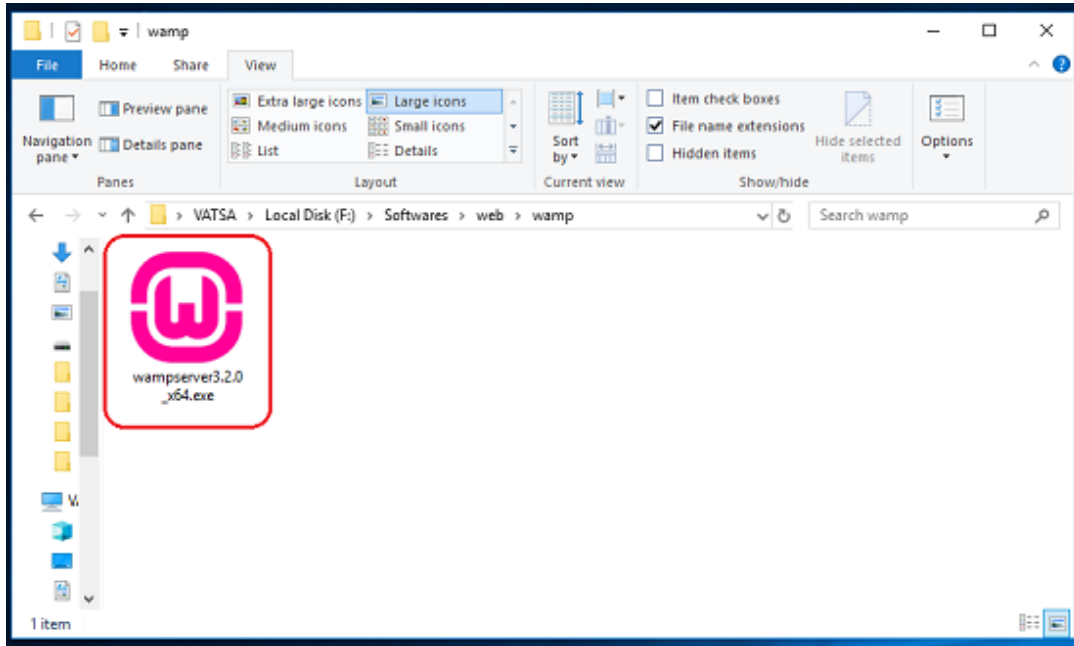 wamp
File Home Share View
Navigation pane
Preview pane
Details pane
Panes
Extra large icons Large icons
Medium icons Small icons
List Details
Layout
Sort by
Current view
Item check boxes
File name extensions
Hidden items
Hide selected items
Show/hide
Options
VATSA > Local Disk (F:) > Softwares > web > wamp
Search wamp
wampserver3.2.0
_x64.exe
1 item